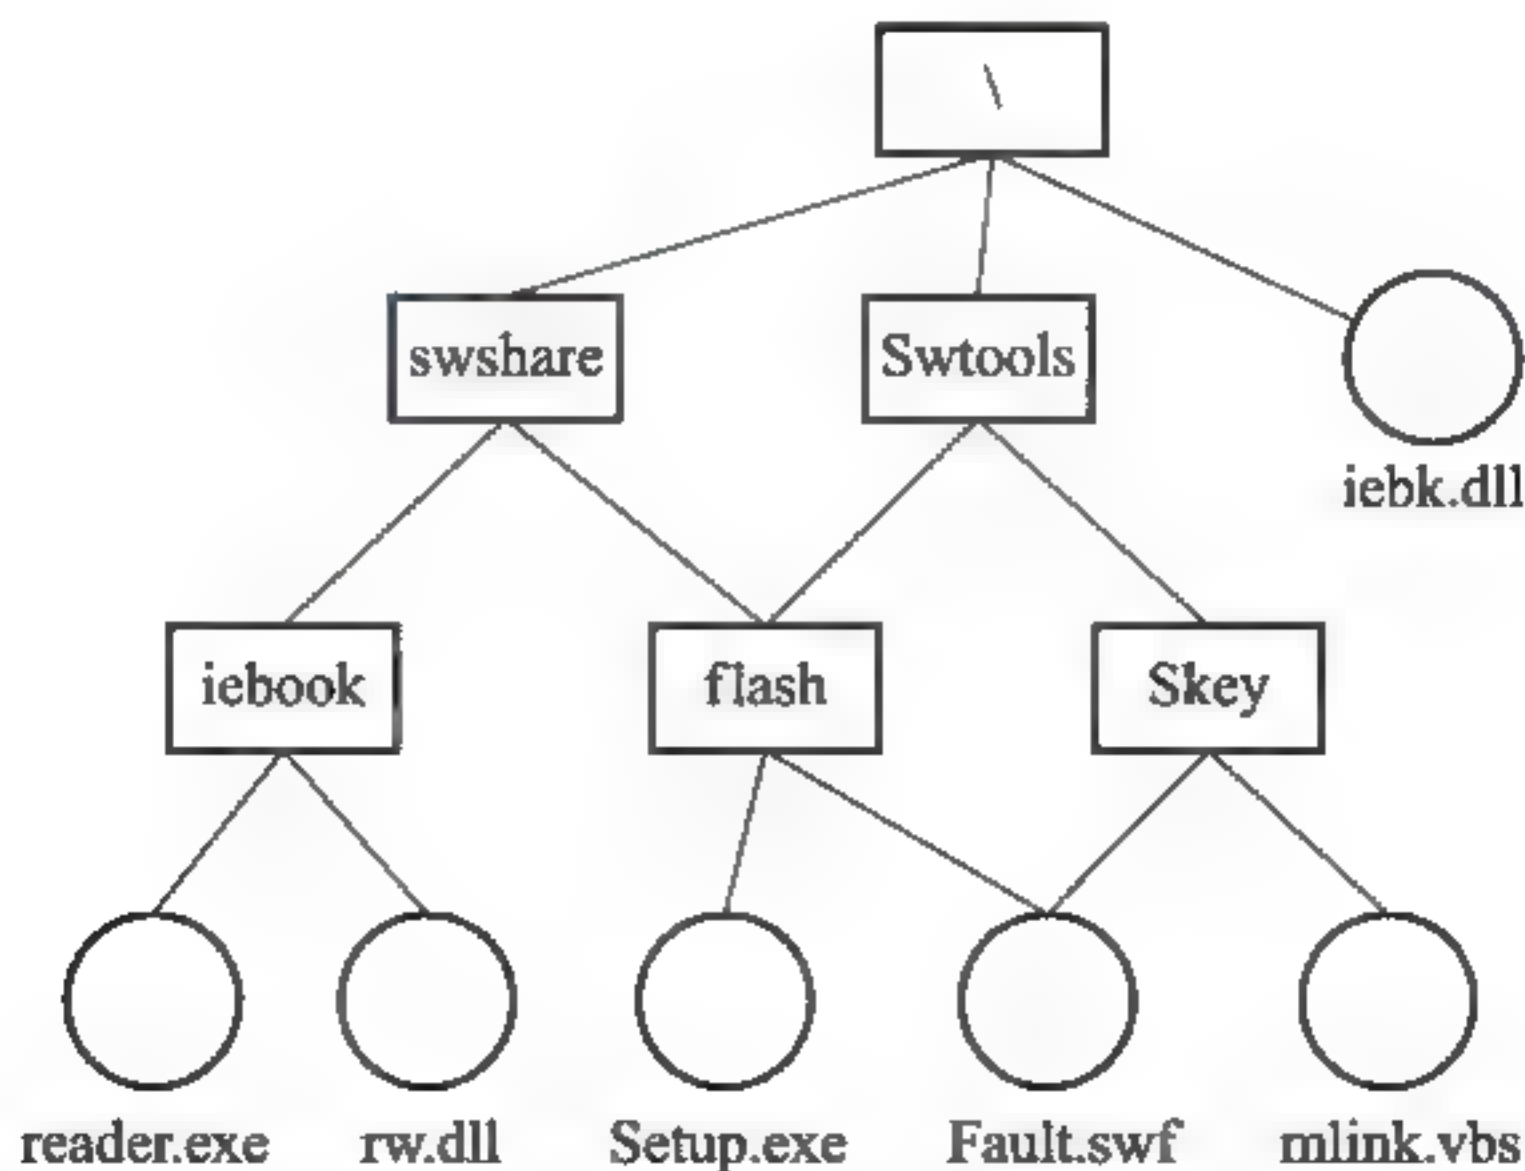 \
swshare
Swtools
iebk.dll
iebook
flash
Skey
reader.exe
rw.dll
Setup.exe
Fault.swf
mlink.vbs